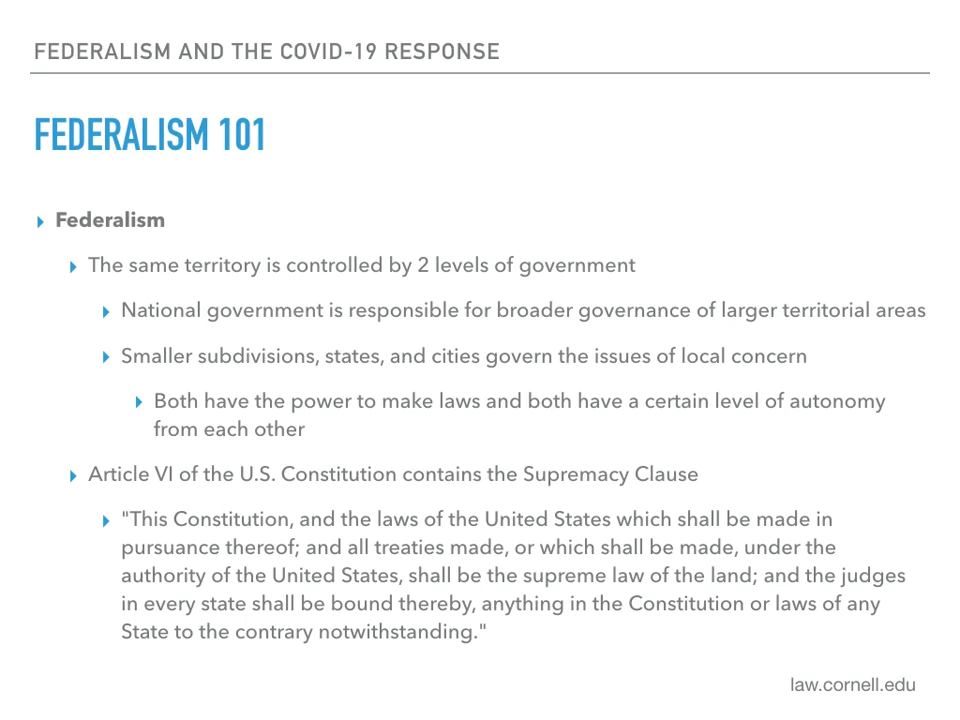 FEDERALISM AND THE COVID-19 RESPONSE
FEDERALISM 101
Federalism
The same territory is controlled by 2 levels of government
National government is responsible for broader governance of larger territorial areas
Smaller subdivisions, states, and cities govern the issues of local concern
Both have the power to make laws and both have a certain level of autonomy
from each other
Article VI of the U.S. Constitution contains the Supremacy Clause
"This Constitution, and the laws of the United States which shall be made in
pursuance thereof; and all treaties made, or which shall be made, under the
authority of the United States, shall be the supreme law of the land; and the judges
in every state shall be bound thereby, anything in the Constitution or laws of any
State to the contrary notwithstanding."
law.cornell.edu